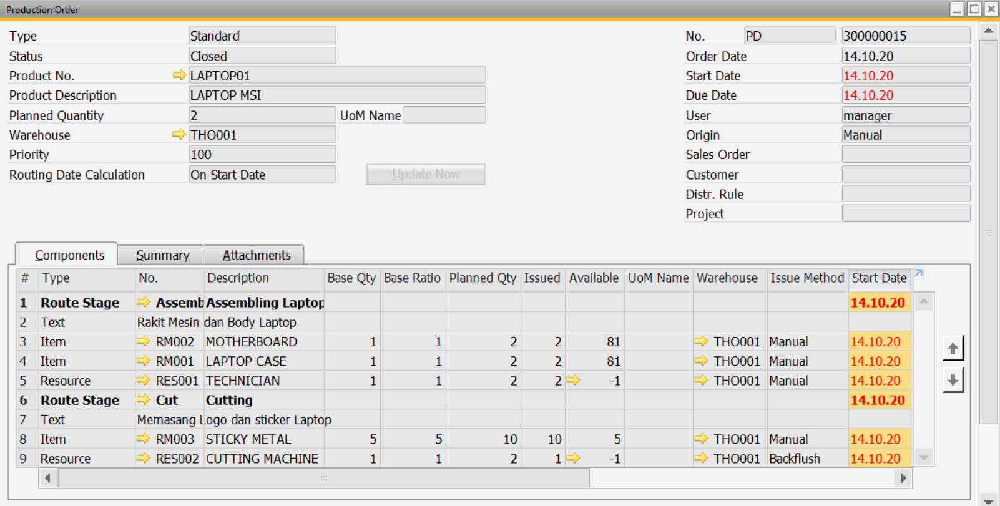 Production Order
Type Standard No. PD 300000015
Status Closed Order Date 14.10.20
Product No. LAPTOP01 Start Date 14.10.20
Product Description LAPTOP MSI Due Date 14.10.20
Planned Quantity 2 UoM Name User manager
Warehouse THO001 Origin Manual
Priority 100 Sales Order
Routing Date Calculation On Start Date Update Now Customer
Distr. Rule
Project
Components Summary Attachments
# Type No. Description Base Qty Base Ratio Planned Qty Issued Available UoM Name Warehouse Issue Method Start Date
1 Route Stage Assemb Assembling Laptop 14.10.20
2 Text Rakit Mesin dan Body Laptop
3 Item RM002 MOTHERBOARD 1 1 2 2 81 THO001 Manual 14.10.20
4 Item RM001 LAPTOP CASE 1 1 2 2 81 THO001 Manual 14.10.20
5 Resource RES001 TECHNICIAN 1 1 2 2 -1 THO001 Manual 14.10.20
6 Route Stage Cut Cutting 14.10.20
7 Text Memasang Logo dan sticker Laptop
8 Item RM003 STICKY METAL 5 5 10 10 5 THO001 Manual 14.10.20
9 Resource RES002 CUTTING MACHINE 1 1 2 1 -1 THO001 Backflush 14.10.20